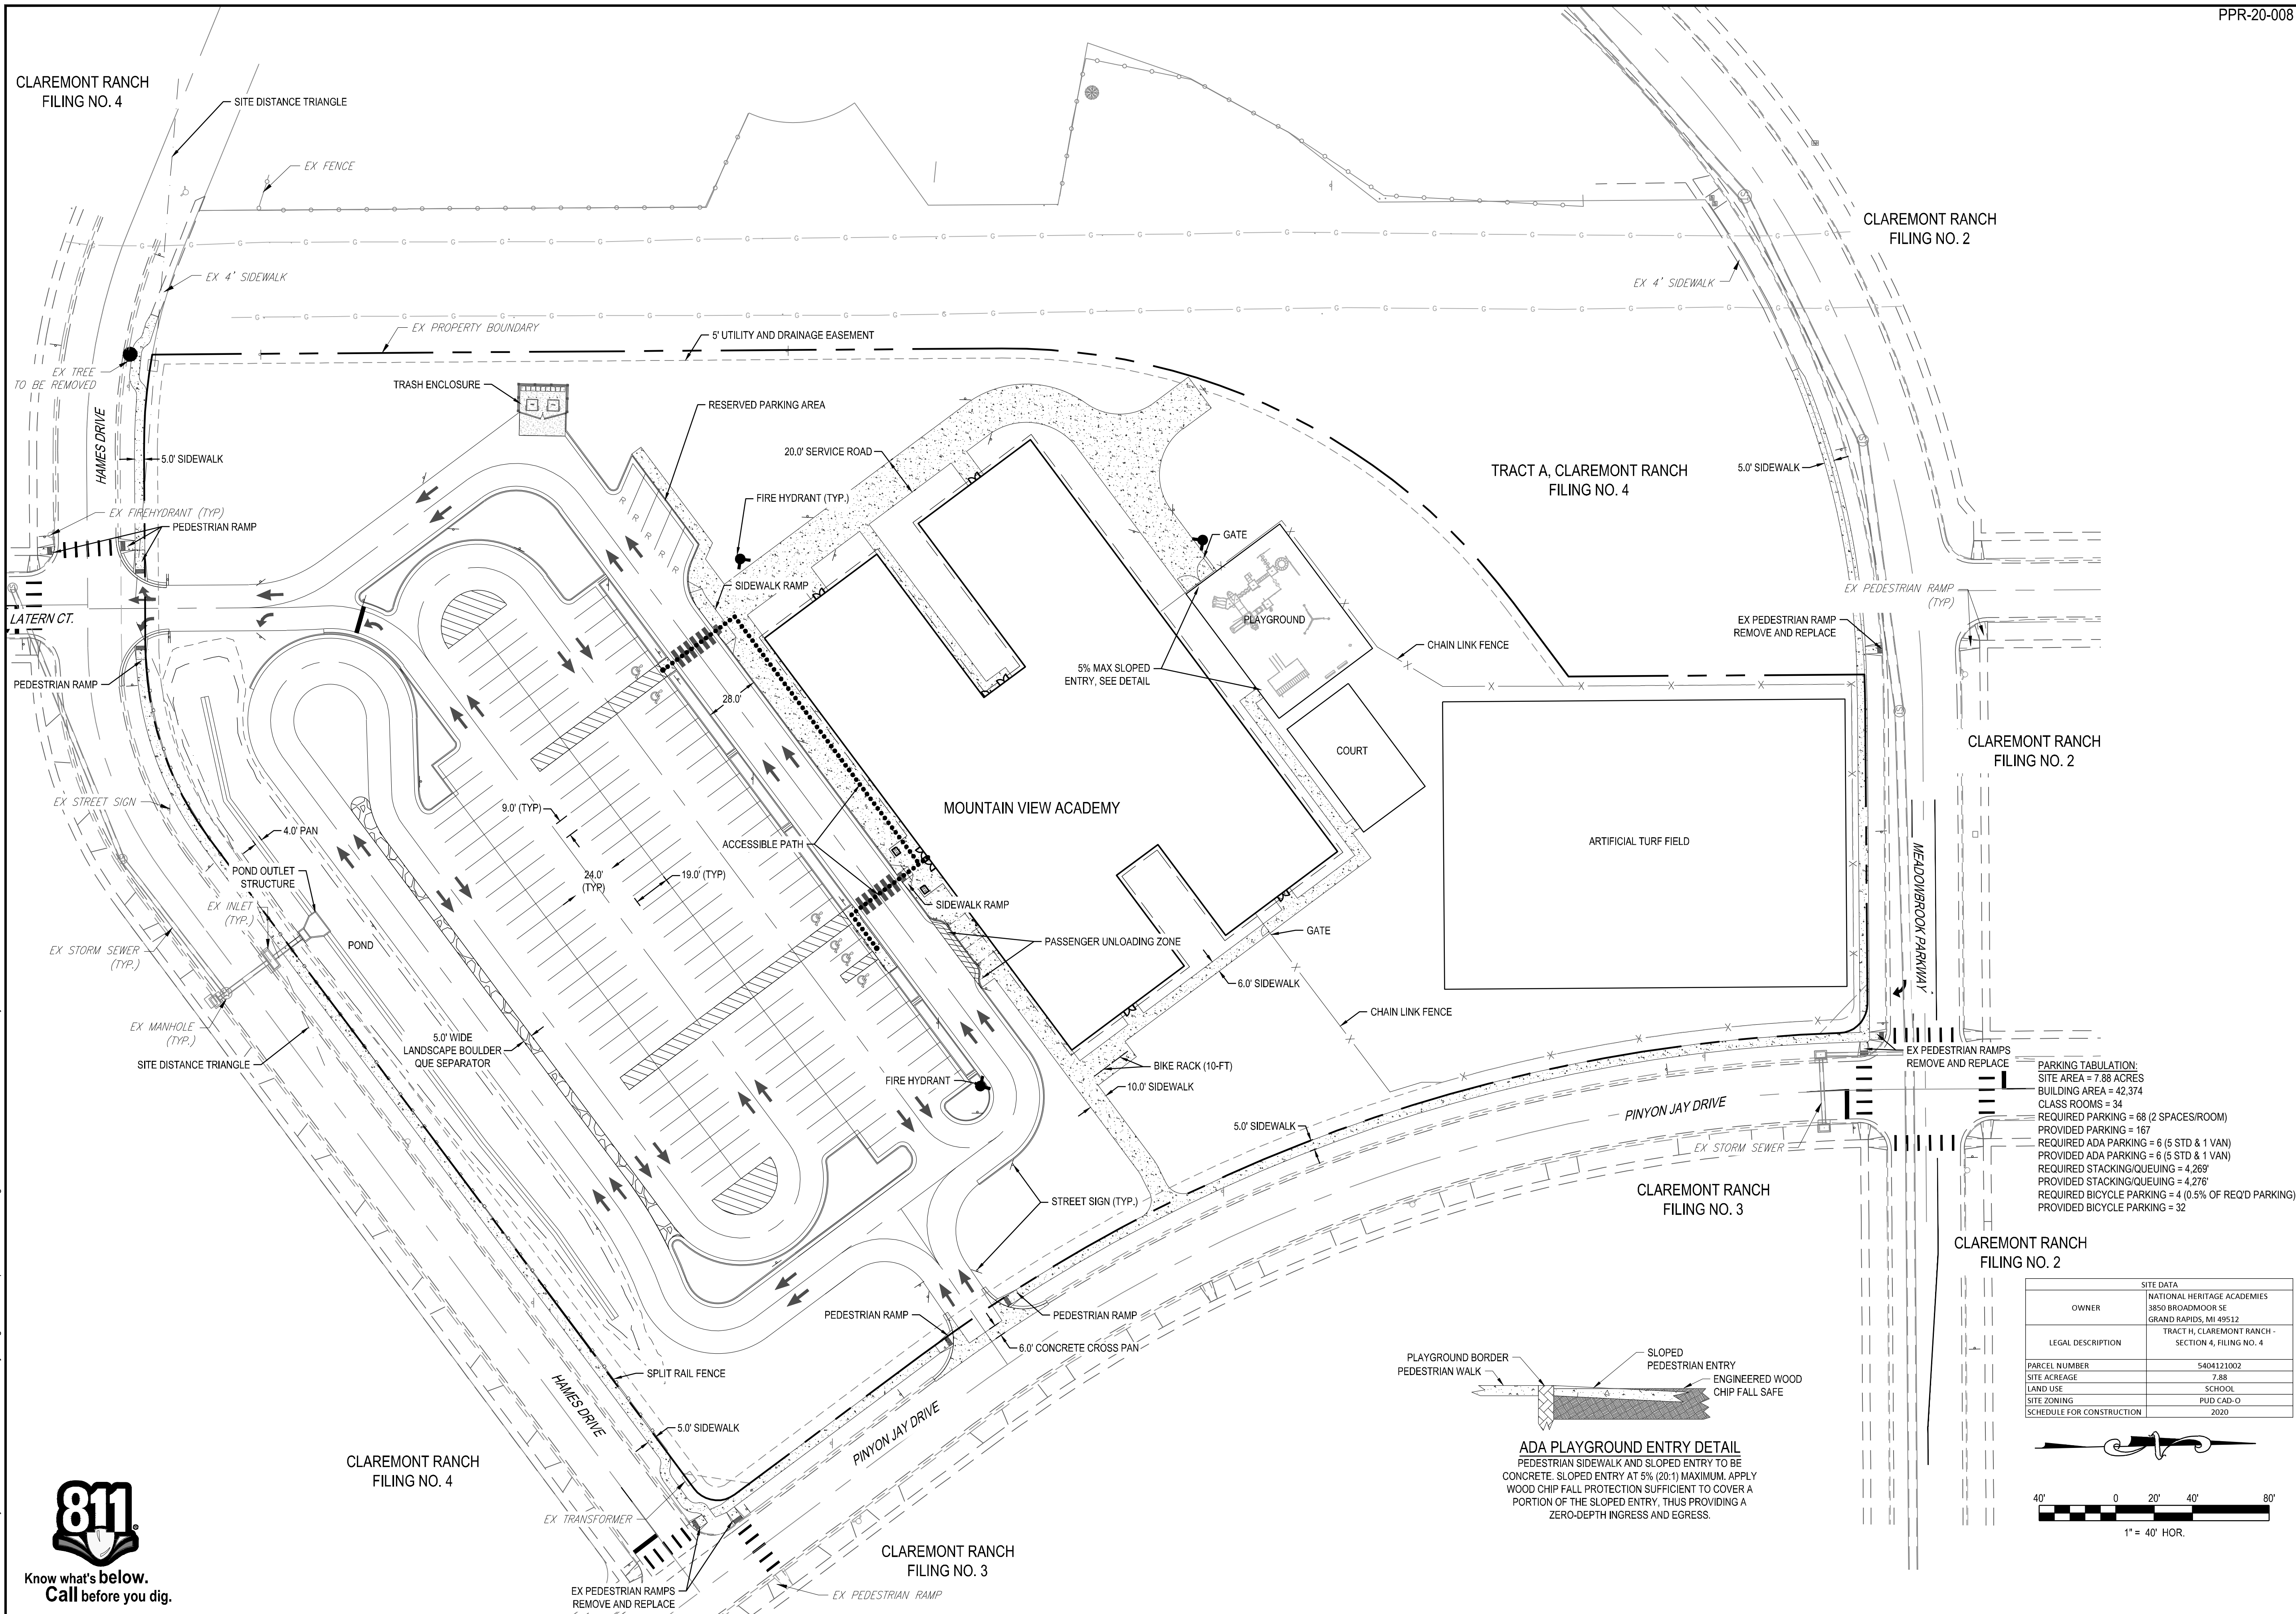 PPR-20-008
CLAREMONT RANCH
FILING NO. 4
SITE DISTANCE TRIANGLE
EX FENCE
CLAREMONT RANCH
FILING NO. 2
EX 4' SIDEWALK
EX 4' SIDEWALK
EX PROPERTY BOUNDARY
5' UTILITY AND DRAINAGE EASEMENT
EX TREE
TO BE REMOVED
TRASH ENCLOSURE
RESERVED PARKING AREA
HAMES DRIVE
5.0' SIDEWALK
20.0' SERVICE ROAD
TRACT A, CLAREMONT RANCH
FILING NO. 4
5.0' SIDEWALK
FIRE HYDRANT (TYP.)
EX FIREHYDRANT (TYP)
PEDESTRIAN RAMP
R
R
R
R
R
GATE
SIDEWALK RAMP
EX PEDESTRIAN RAMP
(TYP)
LATERN CT.
PLAYGROUND
EX PEDESTRIAN RAMP
REMOVE AND REPLACE
CHAIN LINK FENCE
5% MAX SLOPED
ENTRY, SEE DETAIL
PEDESTRIAN RAMP
28.0'
COURT
CLAREMONT RANCH
FILING NO. 2
EX STREET SIGN
9.0' (TYP)
MOUNTAIN VIEW ACADEMY
4.0' PAN
ACCESSIBLE PATH
ARTIFICIAL TURF FIELD
MEADOWBROOK PARKWAY
POND OUTLET
STRUCTURE
24.0'
(TYP)
19.0' (TYP)
EX INLET
(TYP.)
SIDEWALK RAMP
POND
EX STORM SEWER
(TYP.)
PASSENGER UNLOADING ZONE
GATE
6.0' SIDEWALK
EX MANHOLE
(TYP.)
CHAIN LINK FENCE
5.0' WIDE
LANDSCAPE BOULDER
QUE SEPARATOR
SITE DISTANCE TRIANGLE
BIKE RACK (10-FT)
FIRE HYDRANT
10.0' SIDEWALK
EX PEDESTRIAN RAMPS
REMOVE AND REPLACE
PINYON JAY DRIVE
5.0' SIDEWALK
EX STORM SEWER
PARKING TABULATION:
SITE AREA = 7.88 ACRES
BUILDING AREA = 42,374
CLASS ROOMS = 34
REQUIRED PARKING = 68 (2 SPACES/ROOM)
PROVIDED PARKING = 167
REQUIRED ADA PARKING = 6 (5 STD & 1 VAN)
PROVIDED ADA PARKING = 6 (5 STD & 1 VAN)
REQUIRED STACKING/QUEUING = 4,269'
PROVIDED STACKING/QUEUING = 4,276'
REQUIRED BICYCLE PARKING = 4 (0.5% OF REQ'D PARKING)
PROVIDED BICYCLE PARKING = 32
STREET SIGN (TYP.)
CLAREMONT RANCH
FILING NO. 3
CLAREMONT RANCH
FILING NO. 2
PEDESTRIAN RAMP
PEDESTRIAN RAMP
6.0' CONCRETE CROSS PAN
SPLIT RAIL FENCE
HAMES DRIVE
5.0' SIDEWALK
PINYON JAY DRIVE
CLAREMONT RANCH
FILING NO. 4
EX TRANSFORMER
CLAREMONT RANCH
FILING NO. 3
EX PEDESTRIAN RAMPS
REMOVE AND REPLACE
EX PEDESTRIAN RAMP
SITE DATA
OWNER
NATIONAL HERITAGE ACADEMIES
3850 BROADMOOR SE
GRAND RAPIDS, MI 49512
LEGAL DESCRIPTION
TRACT H, CLAREMONT RANCH -
SECTION 4, FILING NO. 4
PARCEL NUMBER 5404121002
SITE ACREAGE 7.88
LAND USE SCHOOL
SITE ZONING PUD CAD-O
SCHEDULE FOR CONSTRUCTION 2020
PLAYGROUND BORDER
PEDESTRIAN WALK
SLOPED
PEDESTRIAN ENTRY
ENGINEERED WOOD
CHIP FALL SAFE
ADA PLAYGROUND ENTRY DETAIL
PEDESTRIAN SIDEWALK AND SLOPED ENTRY TO BE
CONCRETE. SLOPED ENTRY AT 5% (20:1) MAXIMUM. APPLY
WOOD CHIP FALL PROTECTION SUFFICIENT TO COVER A
PORTION OF THE SLOPED ENTRY, THUS PROVIDING A
ZERO-DEPTH INGRESS AND EGRESS.
40' 0 20' 40' 80'
1" = 40' HOR.
811
Know what's below.
Call before you dig.